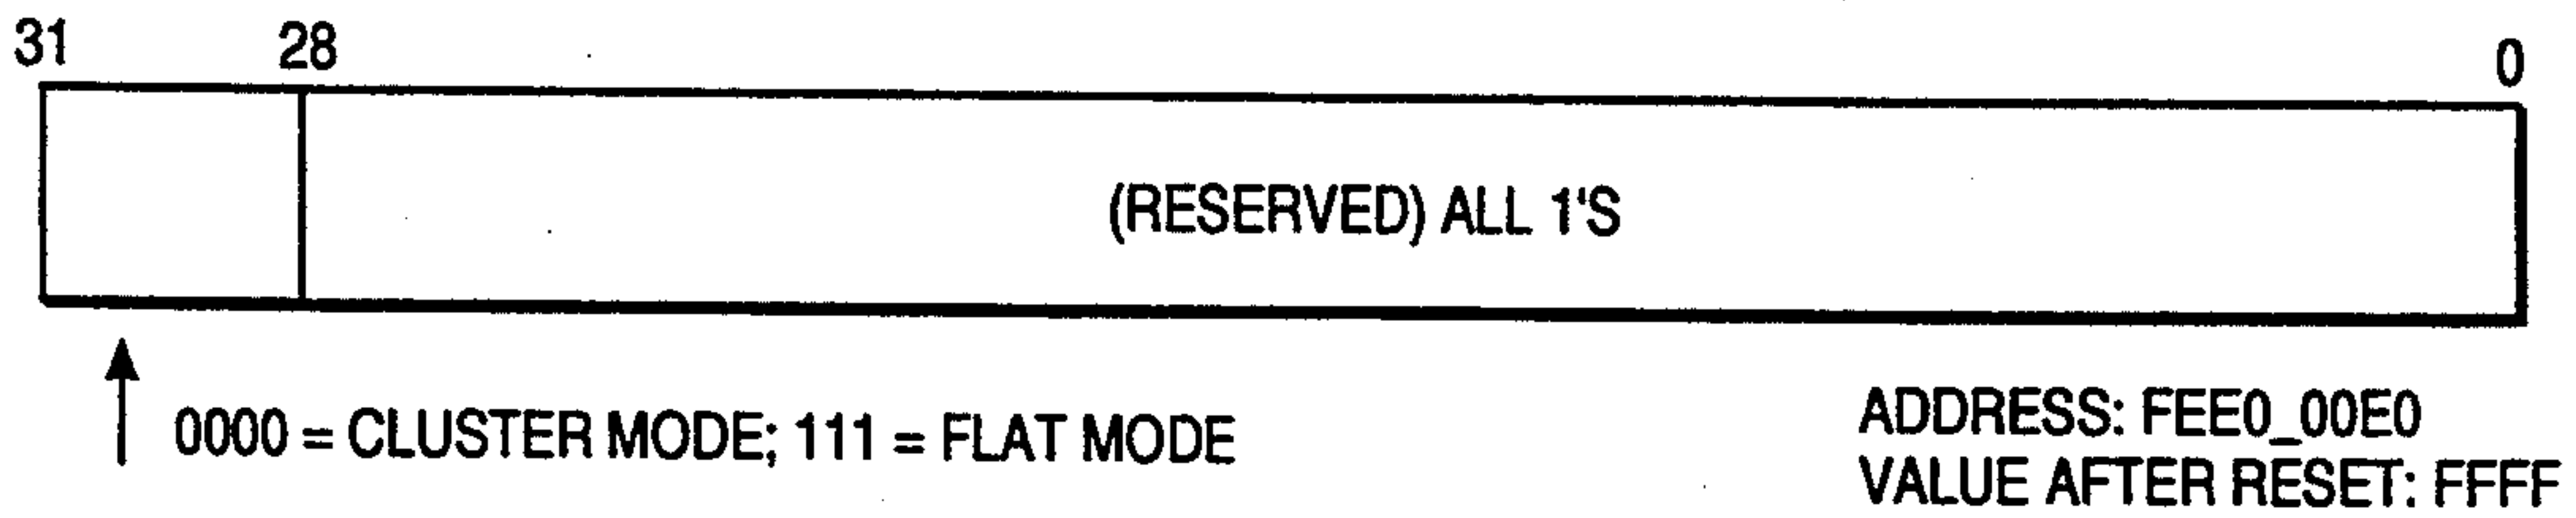 31 28 0
(RESERVED) ALL 1'S
0000 = CLUSTER MODE; 111 = FLAT MODE
ADDRESS: FEE0_00E0
VALUE AFTER RESET: FFFF